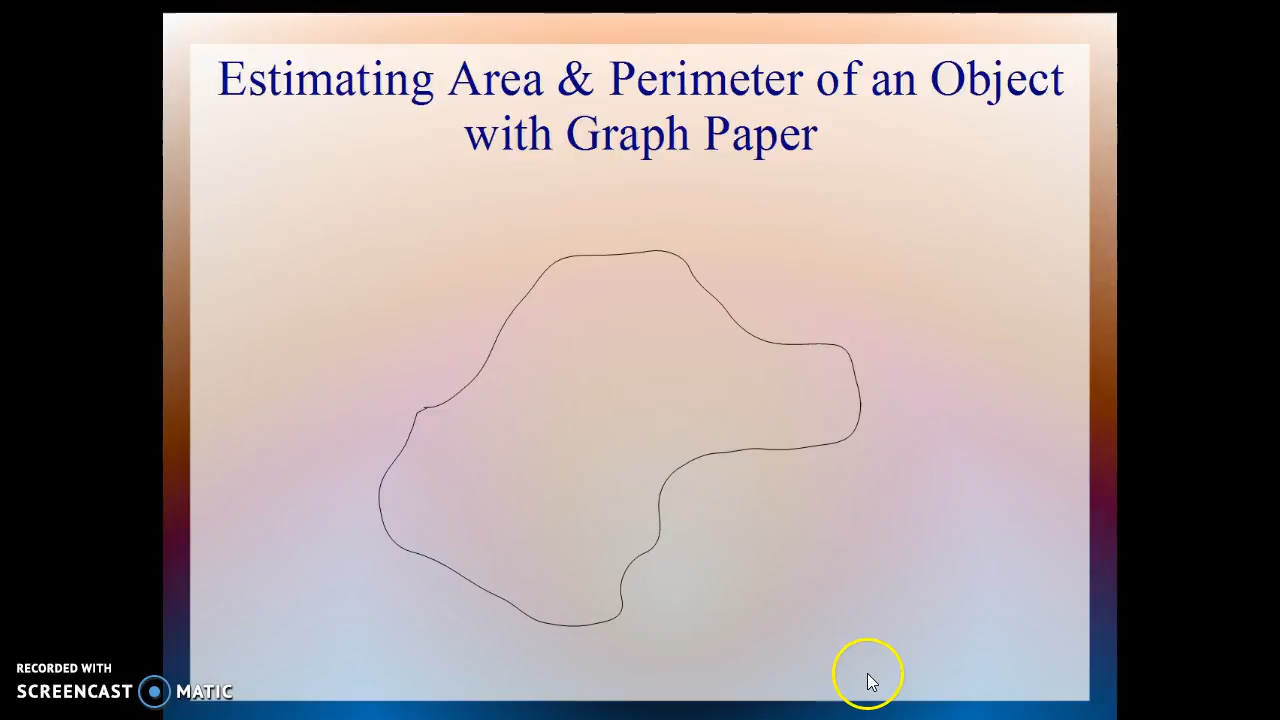 Estimating Area & Perimeter of an Object
with Graph Paper
RECORDED WITH
SCREENCAST MATIC